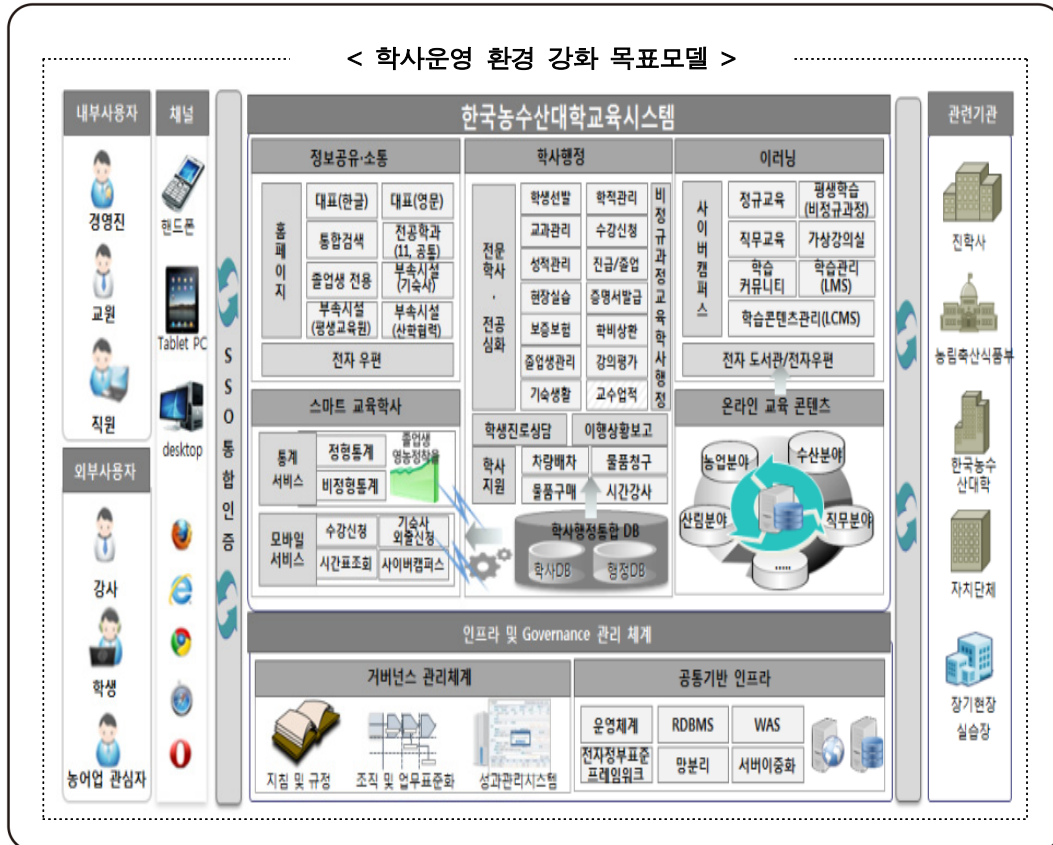 < 학사운영 환경 강화 목표모델 >
내부사용자
경영진
교원
직원
외부사용자
강사
학생
농어업 관심자
채널
핸드폰
Tablet PC
desktop
SSO통합인증
한국농수산대학교육시스템
정보공유·소통
홈페이지
대표(한글)
대표(영문)
통합검색
전공학과
(11, 공통)
졸업생 전용
부속시설
(기숙사)
부속시설
(평생교육원)
부속시설
(산학협력)
전자 우편
학사행정
전문
학사
·
전공
심화
학생선발
학적관리
교과관리
수강신청
성적관리
진급/졸업
현장실습
증명서발급
보증보험
학비상환
졸업생관리
강의평가
기숙생활
교수업적
비정규과정교육학사행정
학생진로상담
이행상황보고
학사
지원
차량배차
물품청구
물품구매
시간강사
학사행정통합 DB
학사DB
행정DB
이러닝
사이버캠퍼스
정규교육
평생학습
(비정규과정)
직무교육
가상강의실
학습
커뮤니티
학습관리
(LMS)
학습콘텐츠관리(LCMS)
전자 도서관/전자우편
스마트 교육학사
통계
서비스
정형통계
비정형통계
졸업생
영농정착율
모바일
서비스
수강신청
기숙사
외출신청
시간표조회
사이버캠퍼스
온라인 교육 콘텐츠
농업분야
수산분야
산림분야
직무분야
인프라 및 Governance 관리 체계
거버넌스 관리체계
지침 및 규정
조직 및 업무표준화
성과관리시스템
공통기반 인프라
운영체계
RDBMS
WAS
전자정부표준
프레임워크
망분리
서버이중화
관련기관
진학사
농림축산식품부
한국농수
산대학
자치단체
장기현장
실습장